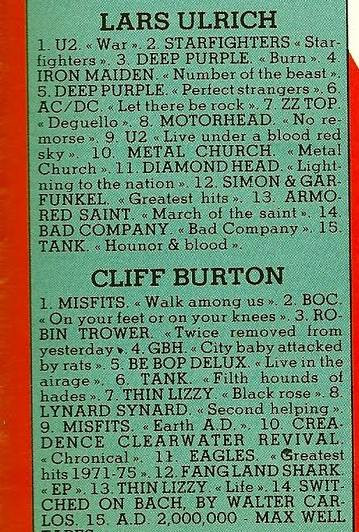 LARS ULRICH
1. U2. « War ». 2. STARFIGHTERS « Star-
fighters ». 3. DEEP PURPLE. « Burn ». 4.
IRON MAIDEN. « Number of the beast ».
5. DEEP PURPLE. « Perfect strangers ». 6.
AC/DC. « Let there be rock ». 7. ZZ TOP.
« Deguello ». 8. MOTORHEAD. « No re-
morse ». 9. U2 « Live under a blood red
sky ». 10. METAL CHURCH. « Metal
Church ». 11. DIAMOND HEAD. « Light-
ning to the nation ». 12. SIMON & GAR-
FUNKEL. « Greatest hits ». 13. ARMO-
RED SAINT. « March of the saint ». 14.
BAD COMPANY. « Bad Company ». 15.
TANK. « Hounor & blood ».
CLIFF BURTON
1. MISFITS. « Walk among us ». 2. BOC.
« On your feet or on your knees ». 3. RO-
BIN TROWER. « Twice removed from
yesterday ». 4. GBH. « City baby attacked
by rats ». 5. BE BOP DELUX. « Live in the
airage ». 6. TANK. « Filth hounds of
hades ». 7. THIN LIZZY. « Black rose ». 8.
LYNARD SYNARD. « Second helping ».
9. MISFITS. « Earth A.D. ». 10. CREA-
DENCE CLEARWATER REVIVAL.
« Chronical ». 11. EAGLES. « Greatest
hits 1971-75 ». 12. FANG LAND SHARK.
« EP ». 13. THIN LIZZY. « Life ». 14. SWIT-
CHED ON BACH, BY WALTER CAR-
LOS. 15. A.D. 2,000,000 - MAX WELL